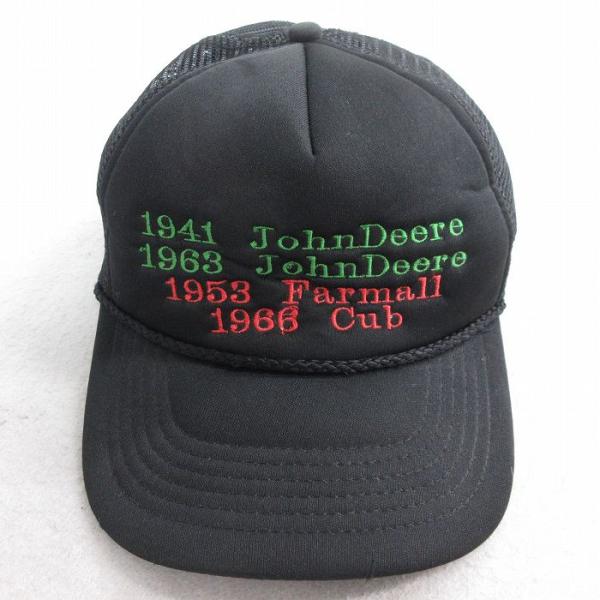 1941 JohnDeere
1963 JohnDeere
1953 Farmall
1966 Cub